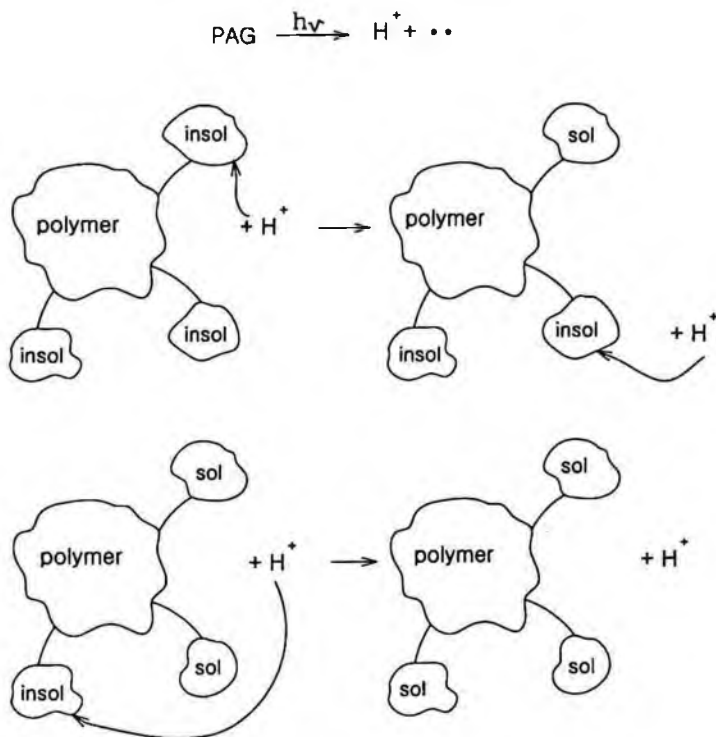 PAG hν → H⁺ + • •
insol sol
polymer + H⁺ → polymer
insol insol + H⁺
insol insol
sol sol
polymer + H⁺ → polymer + H⁺
insol sol sol sol